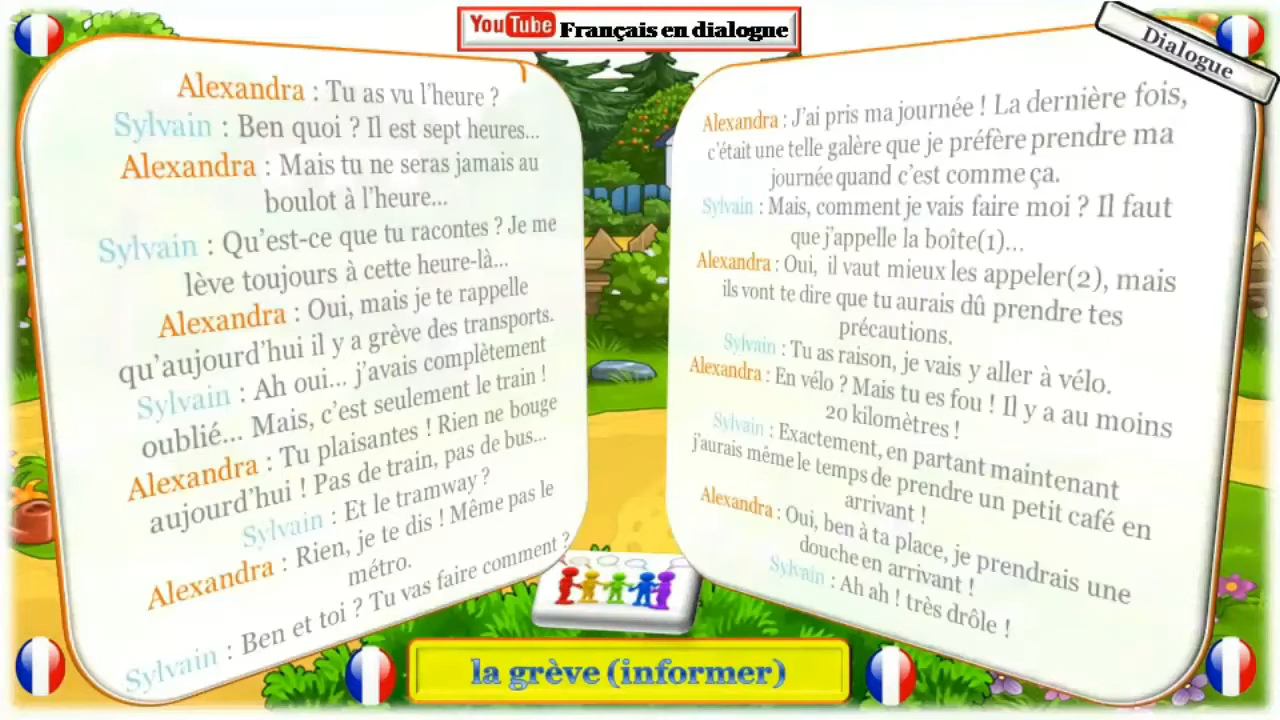 YouTube Français en dialogue
Dialogue
Alexandra : Tu as vu l'heure ?
Sylvain : Ben quoi ? Il est sept heures...
Alexandra : Mais tu ne seras jamais au
boulot à l'heure...
Sylvain : Qu'est-ce que tu racontes ? Je me
lève toujours à cette heure-là...
Alexandra : Oui, mais je te rappelle
qu'aujourd'hui il y a grève des transports.
Sylvain : Ah oui... j'avais complètement
oublié... Mais, c'est seulement le train !
Alexandra : Tu plaisantes ! Rien ne bouge
aujourd'hui ! Pas de train, pas de bus...
Sylvain : Et le tramway ?
Alexandra : Rien, je te dis ! Même pas le
métro.
Sylvain : Ben et toi ? Tu vas faire comment ?
Alexandra : J'ai pris ma journée ! La dernière fois,
c'était une telle galère que je préfère prendre ma
journée quand c'est comme ça.
Sylvain : Mais, comment je vais faire moi ? Il faut
que j'appelle la boîte(1)...
Alexandra : Oui, il vaut mieux les appeler(2), mais
ils vont te dire que tu aurais dû prendre tes
précautions.
Sylvain : Tu as raison, je vais y aller à vélo.
Alexandra : En vélo ? Mais tu es fou ! Il y a au moins
20 kilomètres !
Sylvain : Exactement, en partant maintenant
j'aurais même le temps de prendre un petit café en
arrivant !
Alexandra : Oui, ben à ta place, je prendrais une
douche en arrivant !
Sylvain : Ah ah ! très drôle !
la grève (informer)